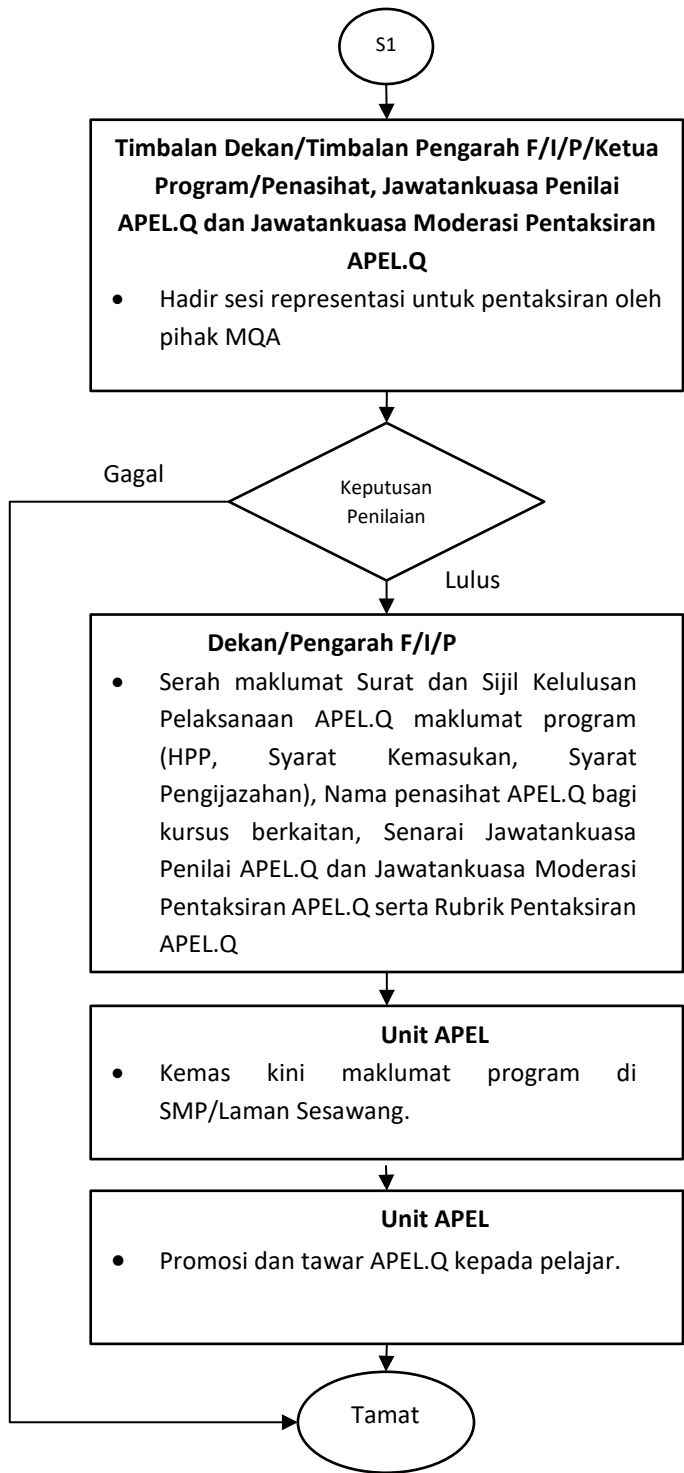 S1
Timbalan Dekan/Timbalan Pengarah F/I/P/Ketua
Program/Penasihat, Jawatankuasa Penilai
APEL.Q dan Jawatankuasa Moderasi Pentaksiran
APEL.Q
• Hadir sesi representasi untuk pentaksiran oleh
pihak MQA
Gagal
Keputusan
Penilaian
Lulus
Dekan/Pengarah F/I/P
• Serah maklumat Surat dan Sijil Kelulusan
Pelaksanaan APEL.Q maklumat program
(HPP, Syarat Kemasukan, Syarat
Pengijazahan), Nama penasihat APEL.Q bagi
kursus berkaitan, Senarai Jawatankuasa
Penilai APEL.Q dan Jawatankuasa Moderasi
Pentaksiran APEL.Q serta Rubrik Pentaksiran
APEL.Q
Unit APEL
• Kemas kini maklumat program di
SMP/Laman Sesawang.
Unit APEL
• Promosi dan tawar APEL.Q kepada pelajar.
Tamat